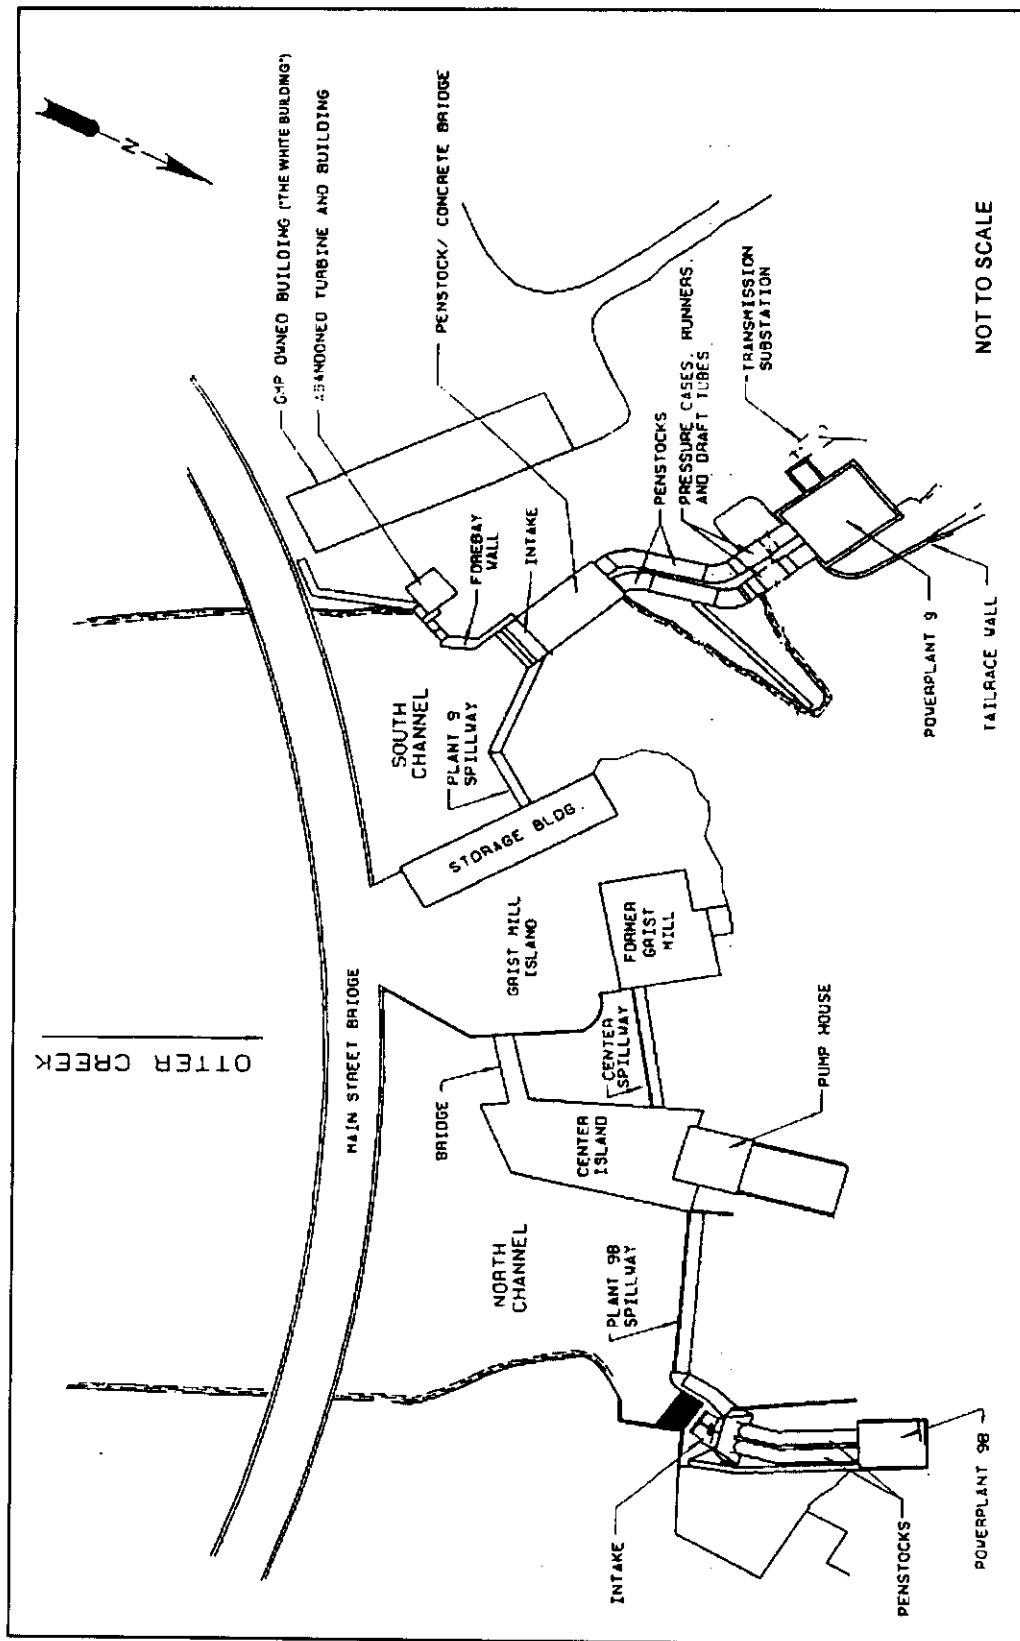 N
GMP OWNED BUILDING ("THE WHITE BUILDING")
ABANDONED TURBINE AND BUILDING
PENSTOCK/ CONCRETE BRIDGE
OTTER CREEK
MAIN STREET BRIDGE
SOUTH
CHANNEL
PLANT 9
SPILLWAY
FOREBAY
WALL
INTAKE
PENSTOCKS
PRESSURE CASES, RUNNERS,
AND DRAFT TUBES
TRANSMISSION
SUBSTATION
STORAGE BLDG.
GRIST MILL
ISLAND
FORMER
GRIST
MILL
POWERPLANT 9
TAILRACE WALL
NOT TO SCALE
BRIDGE
CENTER
SPILLWAY
CENTER
ISLAND
PUMP HOUSE
NORTH
CHANNEL
PLANT 9B
SPILLWAY
INTAKE
PENSTOCKS
POWERPLANT 9B